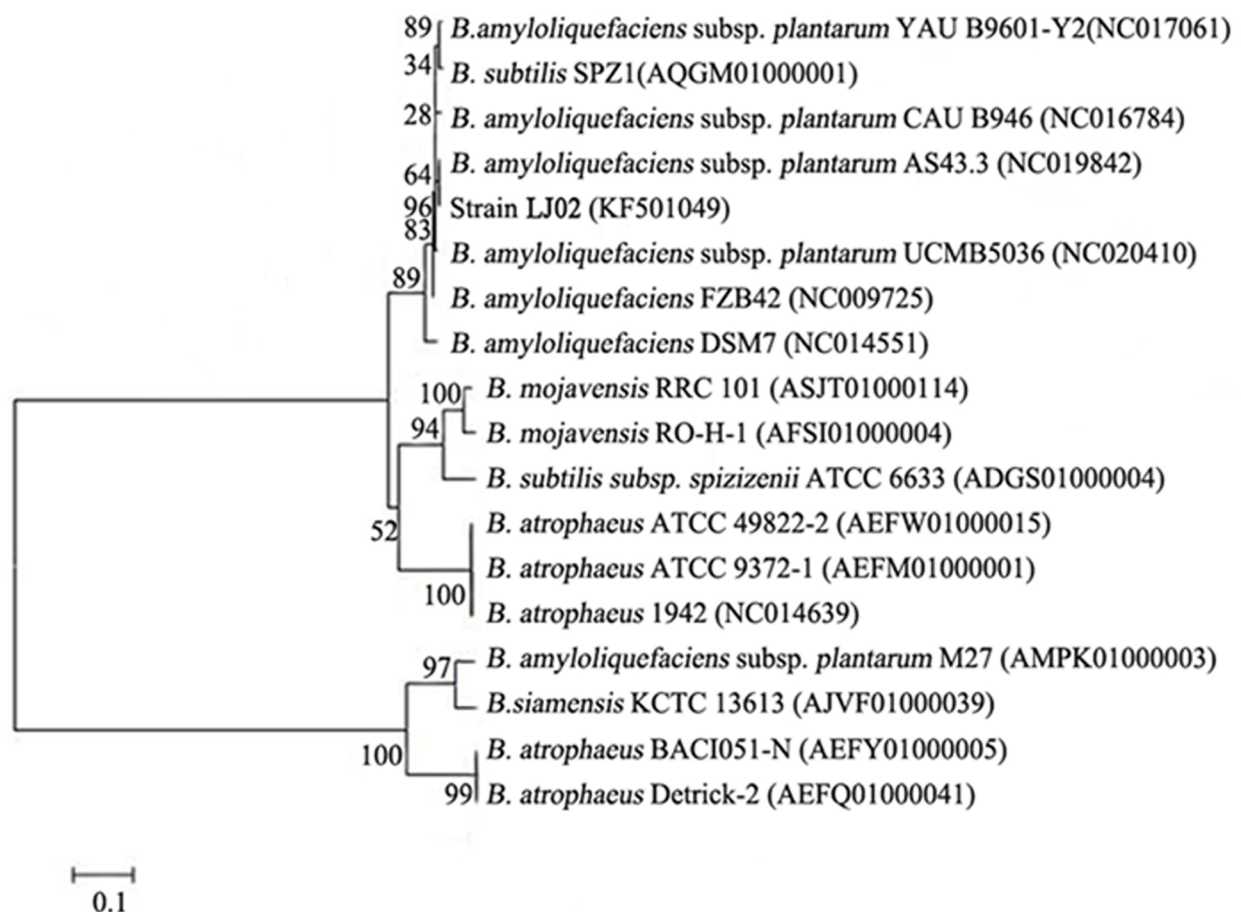 89 B.amyloliquefaciens subsp. plantarum YAU B9601-Y2(NC017061)
34 B. subtilis SPZ1(AQGM01000001)
28 B. amyloliquefaciens subsp. plantarum CAU B946 (NC016784)
B. amyloliquefaciens subsp. plantarum AS43.3 (NC019842)
64
96 Strain LJ02 (KF501049)
83
B. amyloliquefaciens subsp. plantarum UCMB5036 (NC020410)
89
B. amyloliquefaciens FZB42 (NC009725)
B. amyloliquefaciens DSM7 (NC014551)
100 B. mojavensis RRC 101 (ASJT01000114)
94 B. mojavensis RO-H-1 (AFSI01000004)
B. subtilis subsp. spizizenii ATCC 6633 (ADGS01000004)
52 B. atrophaeus ATCC 49822-2 (AEFW01000015)
B. atrophaeus ATCC 9372-1 (AEFM01000001)
100
B. atrophaeus 1942 (NC014639)
97 B. amyloliquefaciens subsp. plantarum M27 (AMPK01000003)
B.siamensis KCTC 13613 (AJVF01000039)
100 B. atrophaeus BACI051-N (AEFY01000005)
99 B. atrophaeus Detrick-2 (AEFQ01000041)
0.1